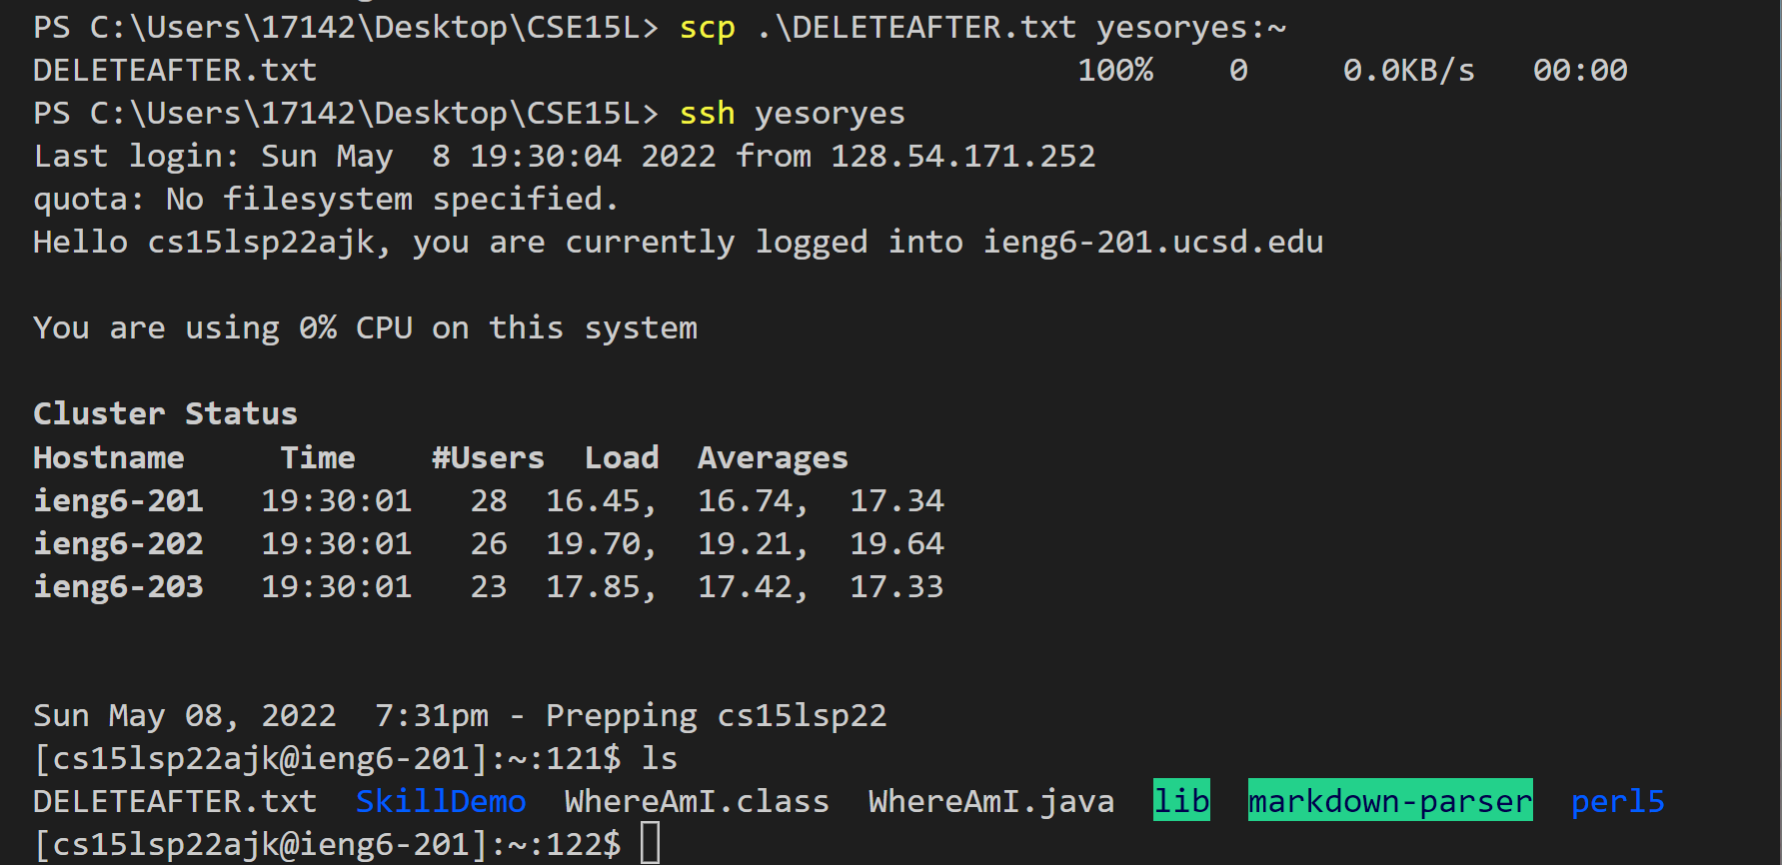 PS C:\Users\17142\Desktop\CSE15L> scp .\DELETEAFTER.txt yesoryes:~
DELETEAFTER.txt                                        100%    0     0.0KB/s   00:00
PS C:\Users\17142\Desktop\CSE15L> ssh yesoryes
Last login: Sun May  8 19:30:04 2022 from 128.54.171.252
quota: No filesystem specified.
Hello cs15lsp22ajk, you are currently logged into ieng6-201.ucsd.edu
You are using 0% CPU on this system
Cluster Status
Hostname     Time    #Users  Load  Averages
ieng6-201   19:30:01   28  16.45,  16.74,  17.34
ieng6-202   19:30:01   26  19.70,  19.21,  19.64
ieng6-203   19:30:01   23  17.85,  17.42,  17.33
Sun May 08, 2022  7:31pm - Prepping cs15lsp22
[cs15lsp22ajk@ieng6-201]:~:121$ ls
DELETEAFTER.txt  SkillDemo  WhereAmI.class  WhereAmI.java  lib  markdown-parser  perl5
[cs15lsp22ajk@ieng6-201]:~:122$